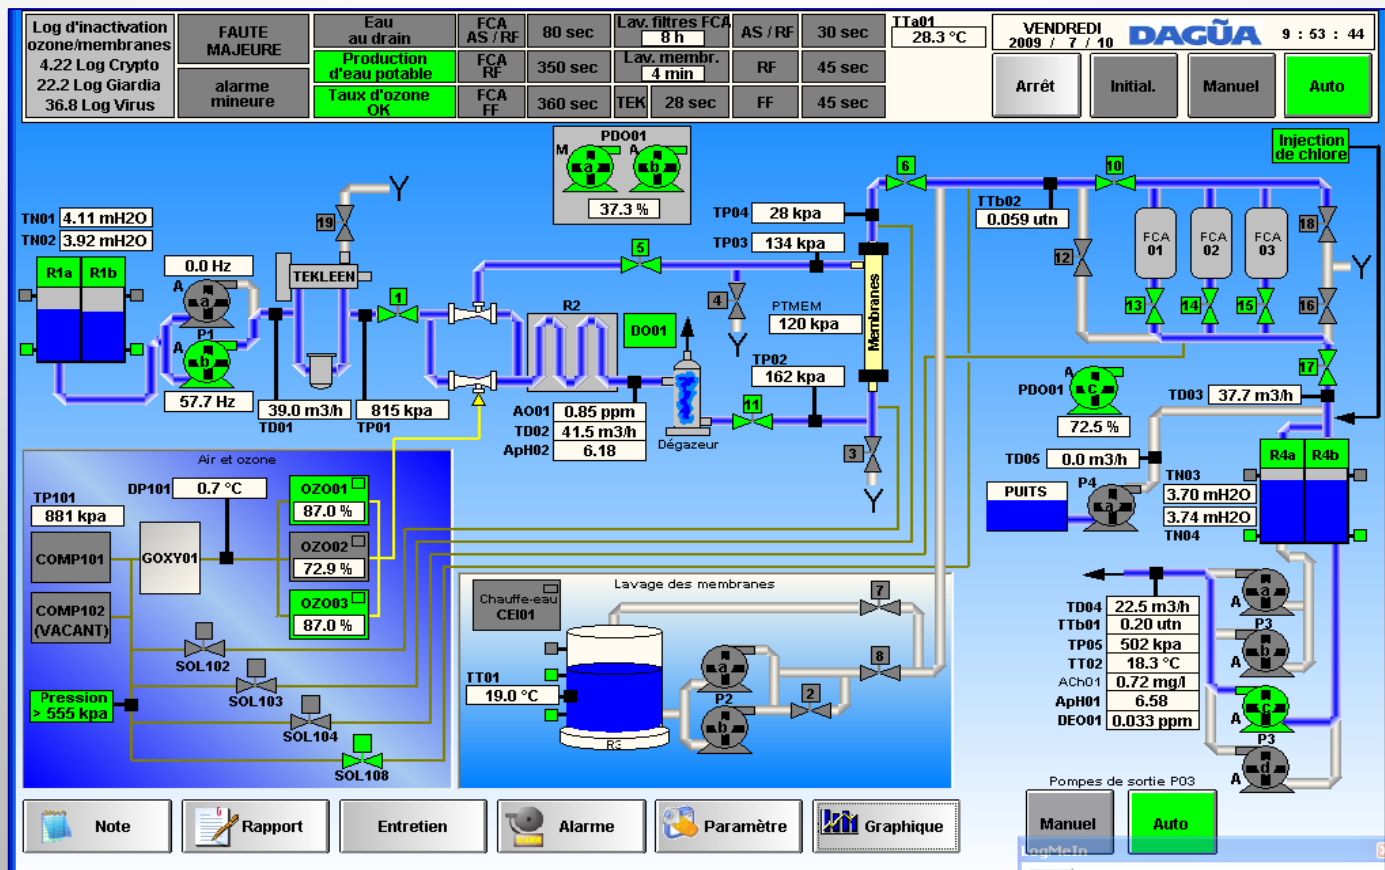 Log d'inactivation
ozone/membranes
4.22 Log Crypto
22.2 Log Giardia
36.8 Log Virus
FAUTE
MAJEURE
alarme
mineure
Eau
au drain
Production
d'eau potable
Taux d'ozone
OK
FCA
AS / RF
80 sec
FCA
RF
350 sec
FCA
FF
360 sec
Lav. filtres FCA
8 h
Lav. membr.
4 min
TEK
28 sec
AS / RF
30 sec
RF
45 sec
FF
45 sec
TTa01
28.3 °C
VENDREDI
2009 / 7 / 10
DAGŨA
9 : 53 : 44
Arrêt
Initial.
Manuel
Auto
Injection
de chlore
PDO01
M
a
A
b
37.3 %
TN01 4.11 mH2O
TN02 3.92 mH2O
R1a
R1b
0.0 Hz
A
a
P1
A
b
57.7 Hz
19
TEKLEEN
39.0 m3/h
TD01
815 kpa
TP01
1
5
4
R2
DO01
AO01 0.85 ppm
TD02 41.5 m3/h
ApH02 6.18
Dégazeur
11
TP04 28 kpa
TP03 134 kpa
PTMEM
120 kpa
TP02
162 kpa
Membranes
3
6
TTb02
0.059 utn
10
12
FCA
01
FCA
02
FCA
03
13
14
15
18
16
17
PDO01
A
c
72.5 %
TD03 37.7 m3/h
TD05 0.0 m3/h
PUITS
P4
a
R4a
R4b
TN03
3.70 mH2O
3.74 mH2O
TN04
TD04 22.5 m3/h
TTb01 0.20 utn
TP05 502 kpa
TT02 18.3 °C
ACh01 0.72 mg/l
ApH01 6.58
DEO01 0.033 ppm
A
a
P3
b
A
c
P3
A
d
Pompes de sortie P03
Manuel
Auto
LogMeIn
Air et ozone
TP101
881 kpa
DP101 0.7 °C
COMP101
COMP102
(VACANT)
GOXY01
OZO01
87.0 %
OZO02
72.9 %
OZO03
87.0 %
SOL102
SOL103
SOL104
SOL108
Pression
> 555 kpa
Lavage des membranes
Chauffe-eau
CEI01
TT01
19.0 °C
R3
a
P2
b
2
7
8
Note
Rapport
Entretien
Alarme
Paramètre
Graphique